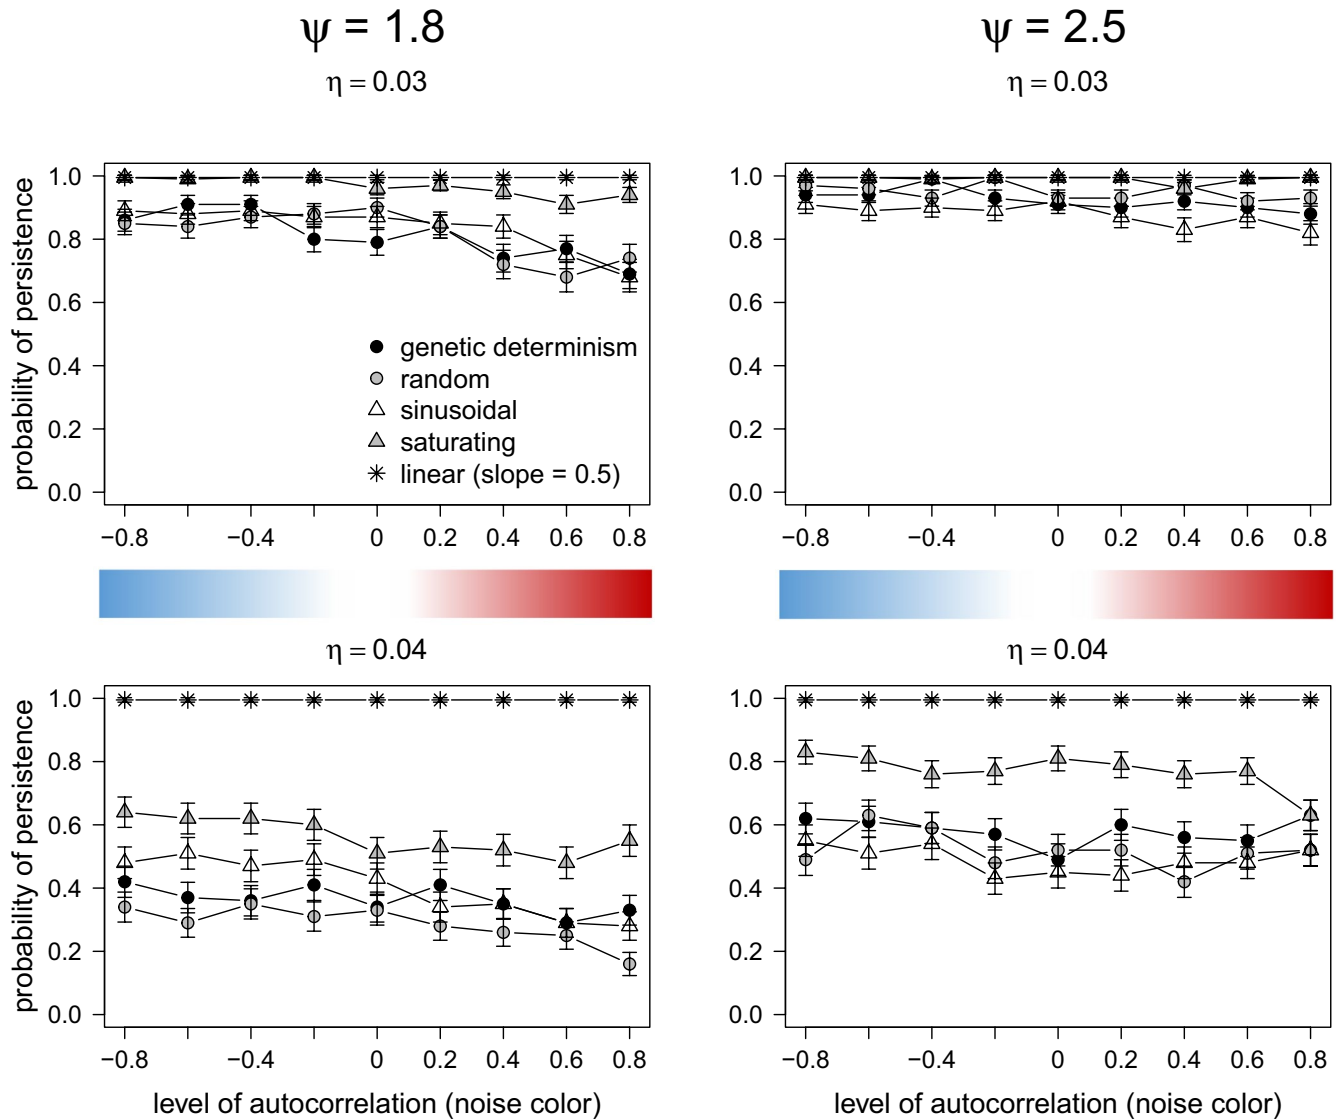 ψ = 1.8
ψ = 2.5
η = 0.03
η = 0.03
probability of persistence
1.0
0.8
0.6
0.4
0.2
0.0
genetic determinism
random
sinusoidal
saturating
linear (slope = 0.5)
−0.8 −0.4 0 0.2 0.4 0.6 0.8
1.0
0.8
0.6
0.4
0.2
0.0
−0.8 −0.4 0 0.2 0.4 0.6 0.8
η = 0.04
η = 0.04
probability of persistence
1.0
0.8
0.6
0.4
0.2
0.0
−0.8 −0.4 0 0.2 0.4 0.6 0.8
level of autocorrelation (noise color)
1.0
0.8
0.6
0.4
0.2
0.0
−0.8 −0.4 0 0.2 0.4 0.6 0.8
level of autocorrelation (noise color)